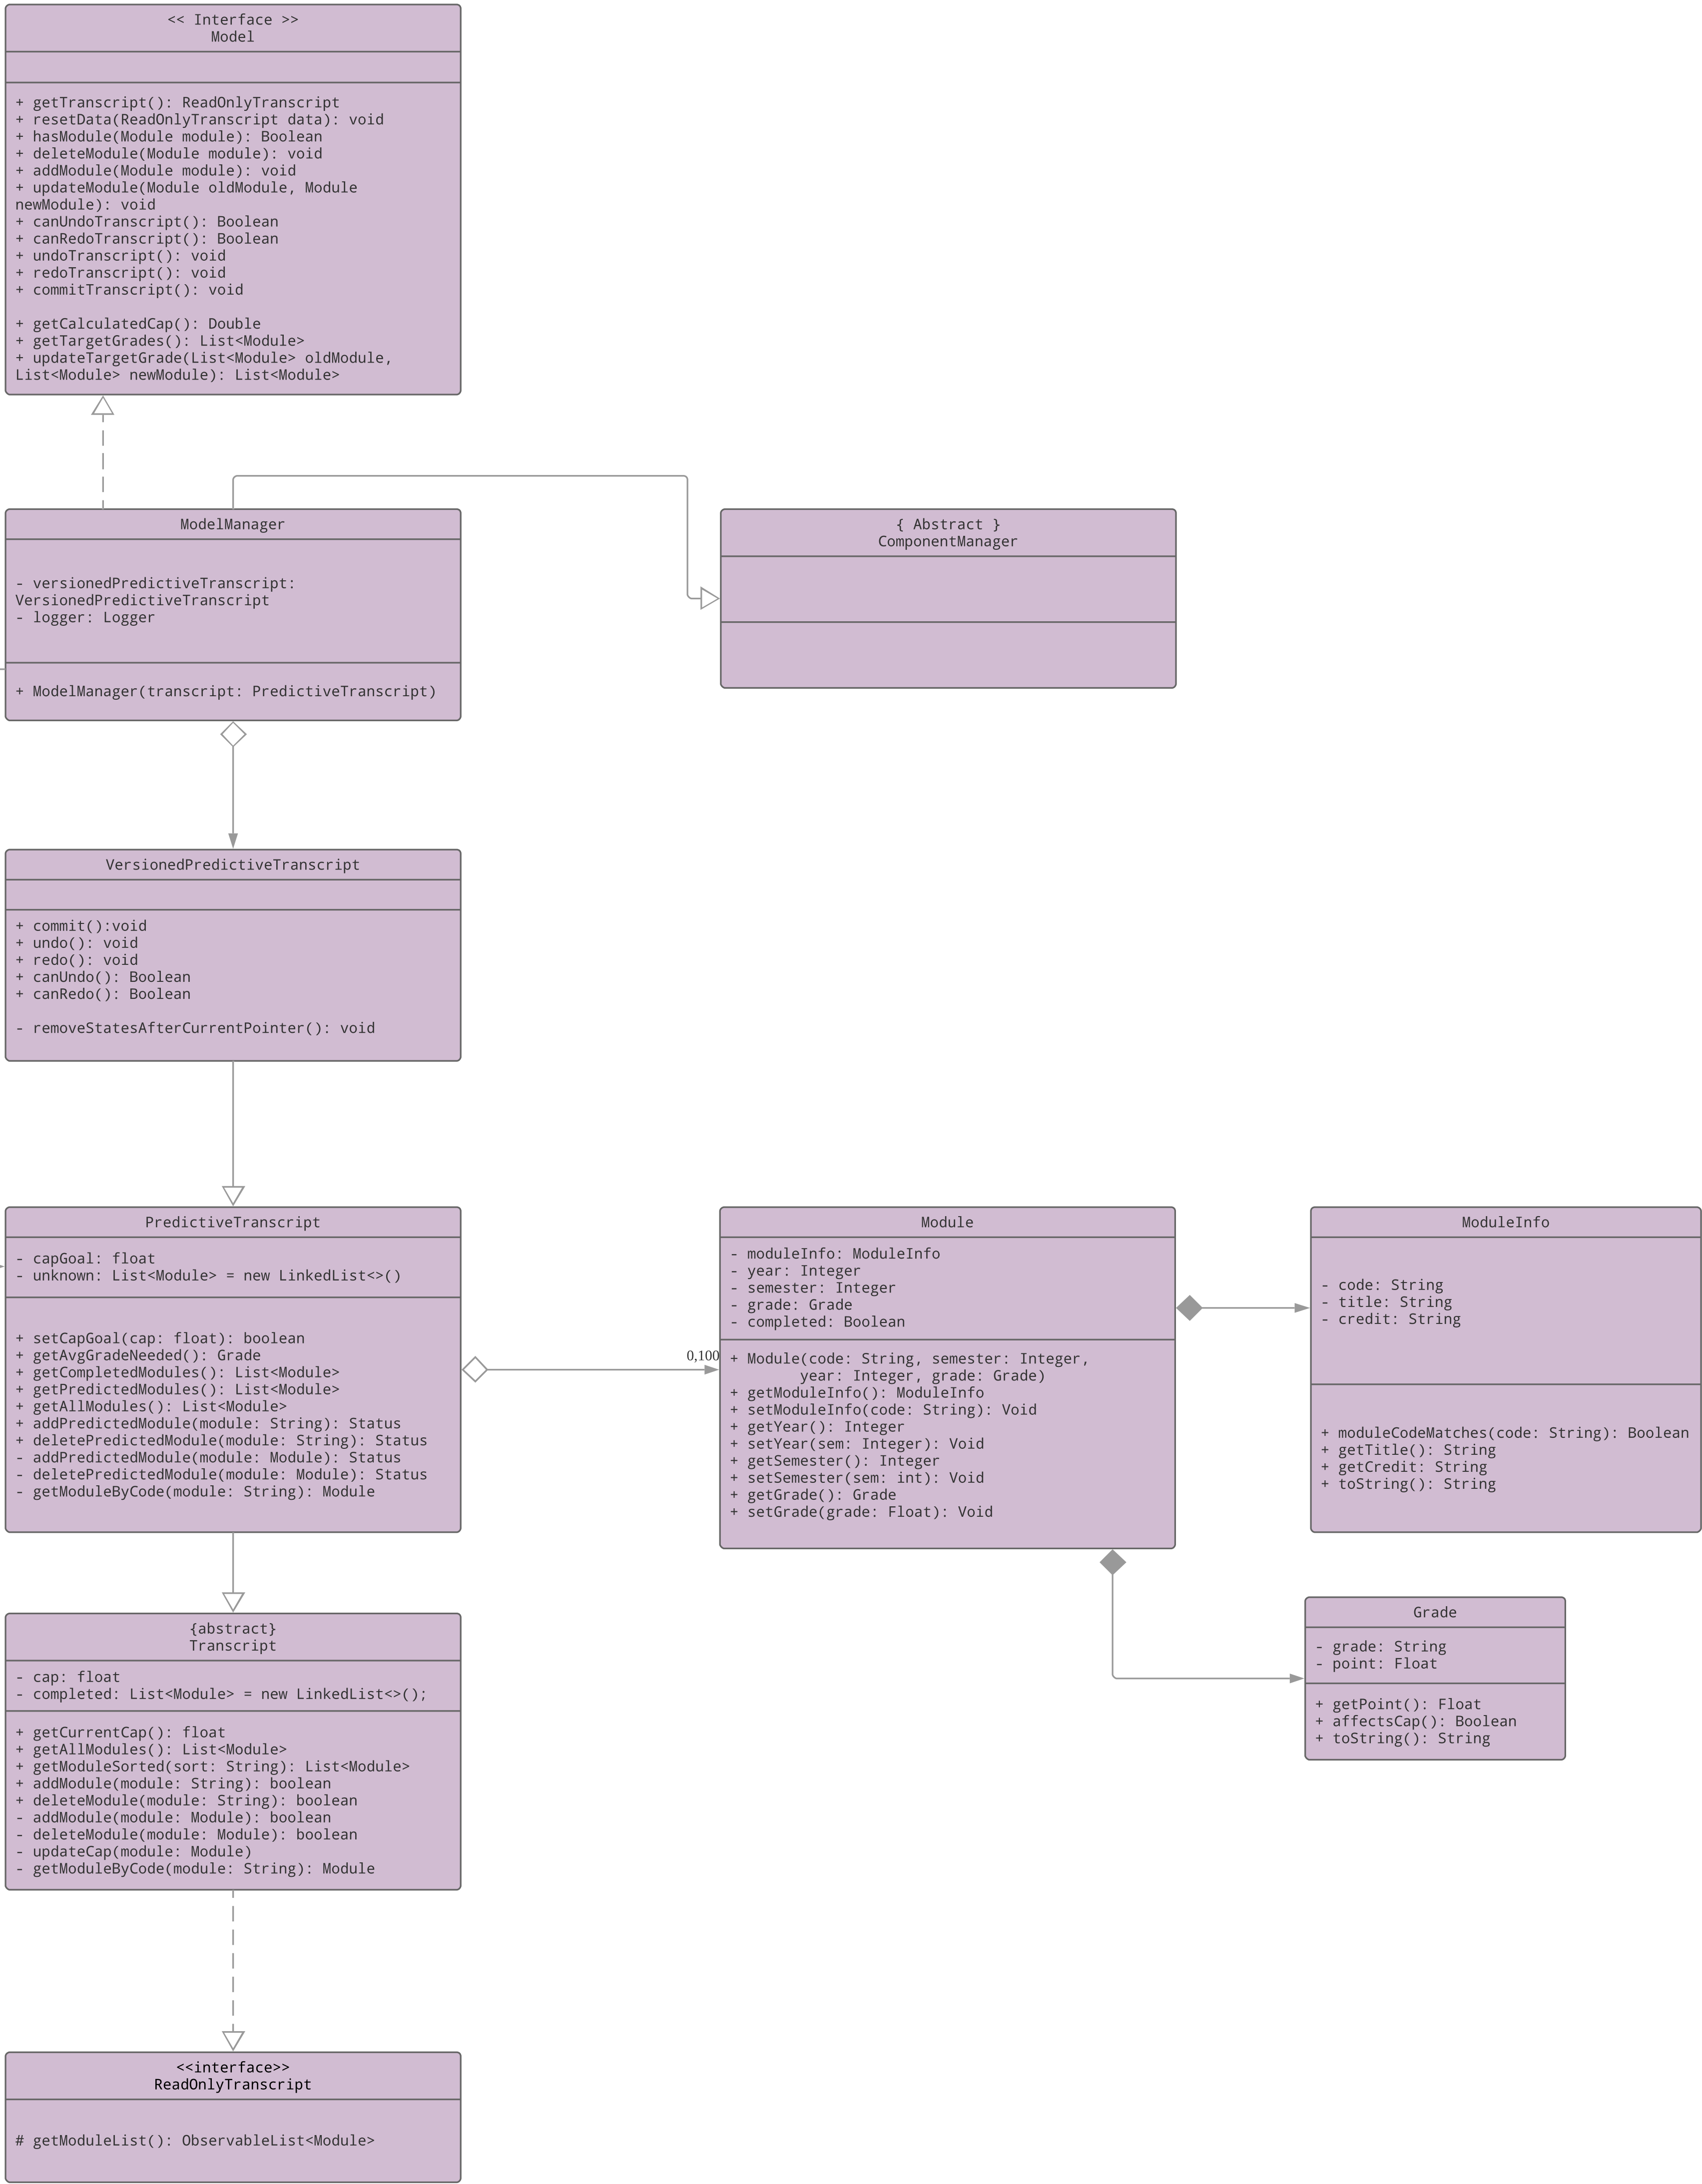 << Interface >>
Model
+ getTranscript(): ReadOnlyTranscript
+ resetData(ReadOnlyTranscript data): void
+ hasModule(Module module): Boolean
+ deleteModule(Module module): void
+ addModule(Module module): void
+ updateModule(Module oldModule, Module
newModule): void
+ canUndoTranscript(): Boolean
+ canRedoTranscript(): Boolean
+ undoTranscript(): void
+ redoTranscript(): void
+ commitTranscript(): void
+ getCalculatedCap(): Double
+ getTargetGrades(): List<Module>
+ updateTargetGrade(List<Module> oldModule,
List<Module> newModule): List<Module>
ModelManager
- versionedPredictiveTranscript:
VersionedPredictiveTranscript
- logger: Logger
+ ModelManager(transcript: PredictiveTranscript)
{ Abstract }
ComponentManager
VersionedPredictiveTranscript
+ commit():void
+ undo(): void
+ redo(): void
+ canUndo(): Boolean
+ canRedo(): Boolean
- removeStatesAfterCurrentPointer(): void
PredictiveTranscript
- capGoal: float
- unknown: List<Module> = new LinkedList<>()
+ setCapGoal(cap: float): boolean
+ getAvgGradeNeeded(): Grade
+ getCompletedModules(): List<Module>
+ getPredictedModules(): List<Module>
+ getAllModules(): List<Module>
+ addPredictedModule(module: String): Status
+ deletePredictedModule(module: String): Status
- addPredictedModule(module: Module): Status
- deletePredictedModule(module: Module): Status
- getModuleByCode(module: String): Module
0,100
Module
- moduleInfo: ModuleInfo
- year: Integer
- semester: Integer
- grade: Grade
- completed: Boolean
+ Module(code: String, semester: Integer,
year: Integer, grade: Grade)
+ getModuleInfo(): ModuleInfo
+ setModuleInfo(code: String): Void
+ getYear(): Integer
+ setYear(sem: Integer): Void
+ getSemester(): Integer
+ setSemester(sem: int): Void
+ getGrade(): Grade
+ setGrade(grade: Float): Void
ModuleInfo
- code: String
- title: String
- credit: String
+ moduleCodeMatches(code: String): Boolean
+ getTitle(): String
+ getCredit: String
+ toString(): String
Grade
- grade: String
- point: Float
+ getPoint(): Float
+ affectsCap(): Boolean
+ toString(): String
{abstract}
Transcript
- cap: float
- completed: List<Module> = new LinkedList<>();
+ getCurrentCap(): float
+ getAllModules(): List<Module>
+ getModuleSorted(sort: String): List<Module>
+ addModule(module: String): boolean
+ deleteModule(module: String): boolean
- addModule(module: Module): boolean
- deleteModule(module: Module): boolean
- updateCap(module: Module)
- getModuleByCode(module: String): Module
<<interface>>
ReadOnlyTranscript
# getModuleList(): ObservableList<Module>